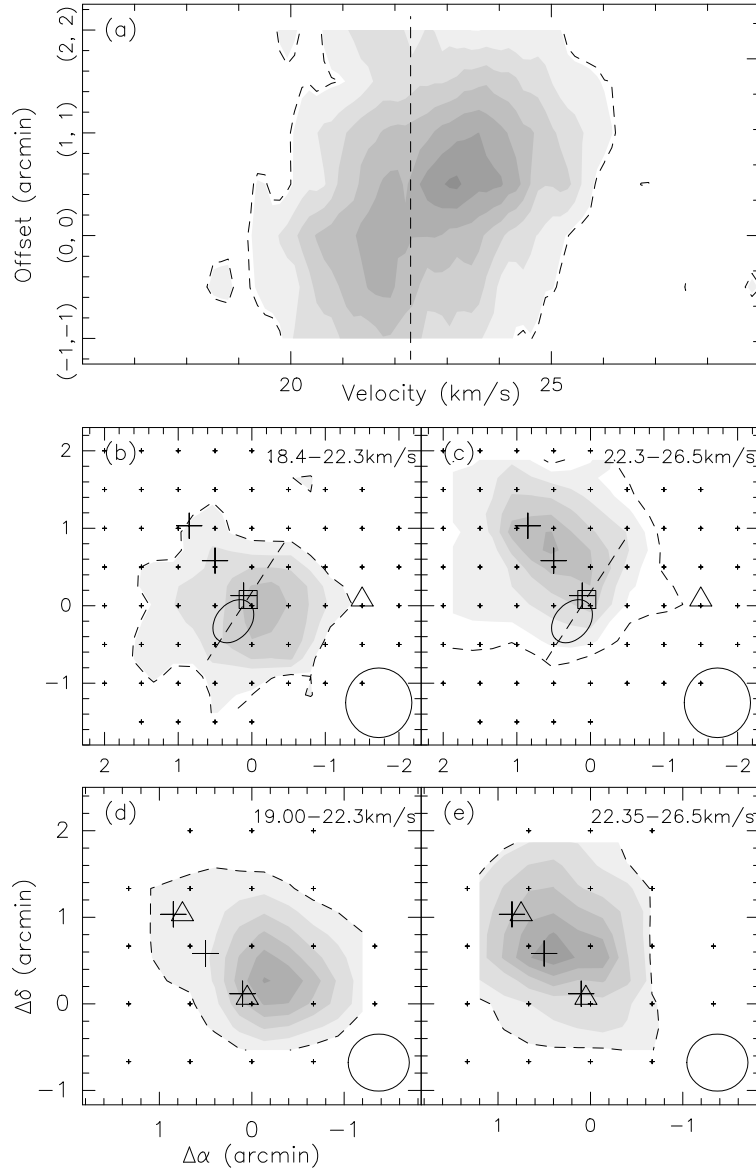 (a)
Offset (arcmin)
(−1,−1) (0, 0) (1, 1) (2, 2)
20 25
Velocity (km/s)
(b) 18.4−22.3km/s
(c) 22.3−26.5km/s
2
1
0
−1
2 1 0 −1 −2
2 1 0 −1 −2
(d) 19.00−22.3km/s
(e) 22.35−26.5km/s
Δδ (arcmin)
2
1
0
−1
1 0 −1
1 0 −1
Δα (arcmin)